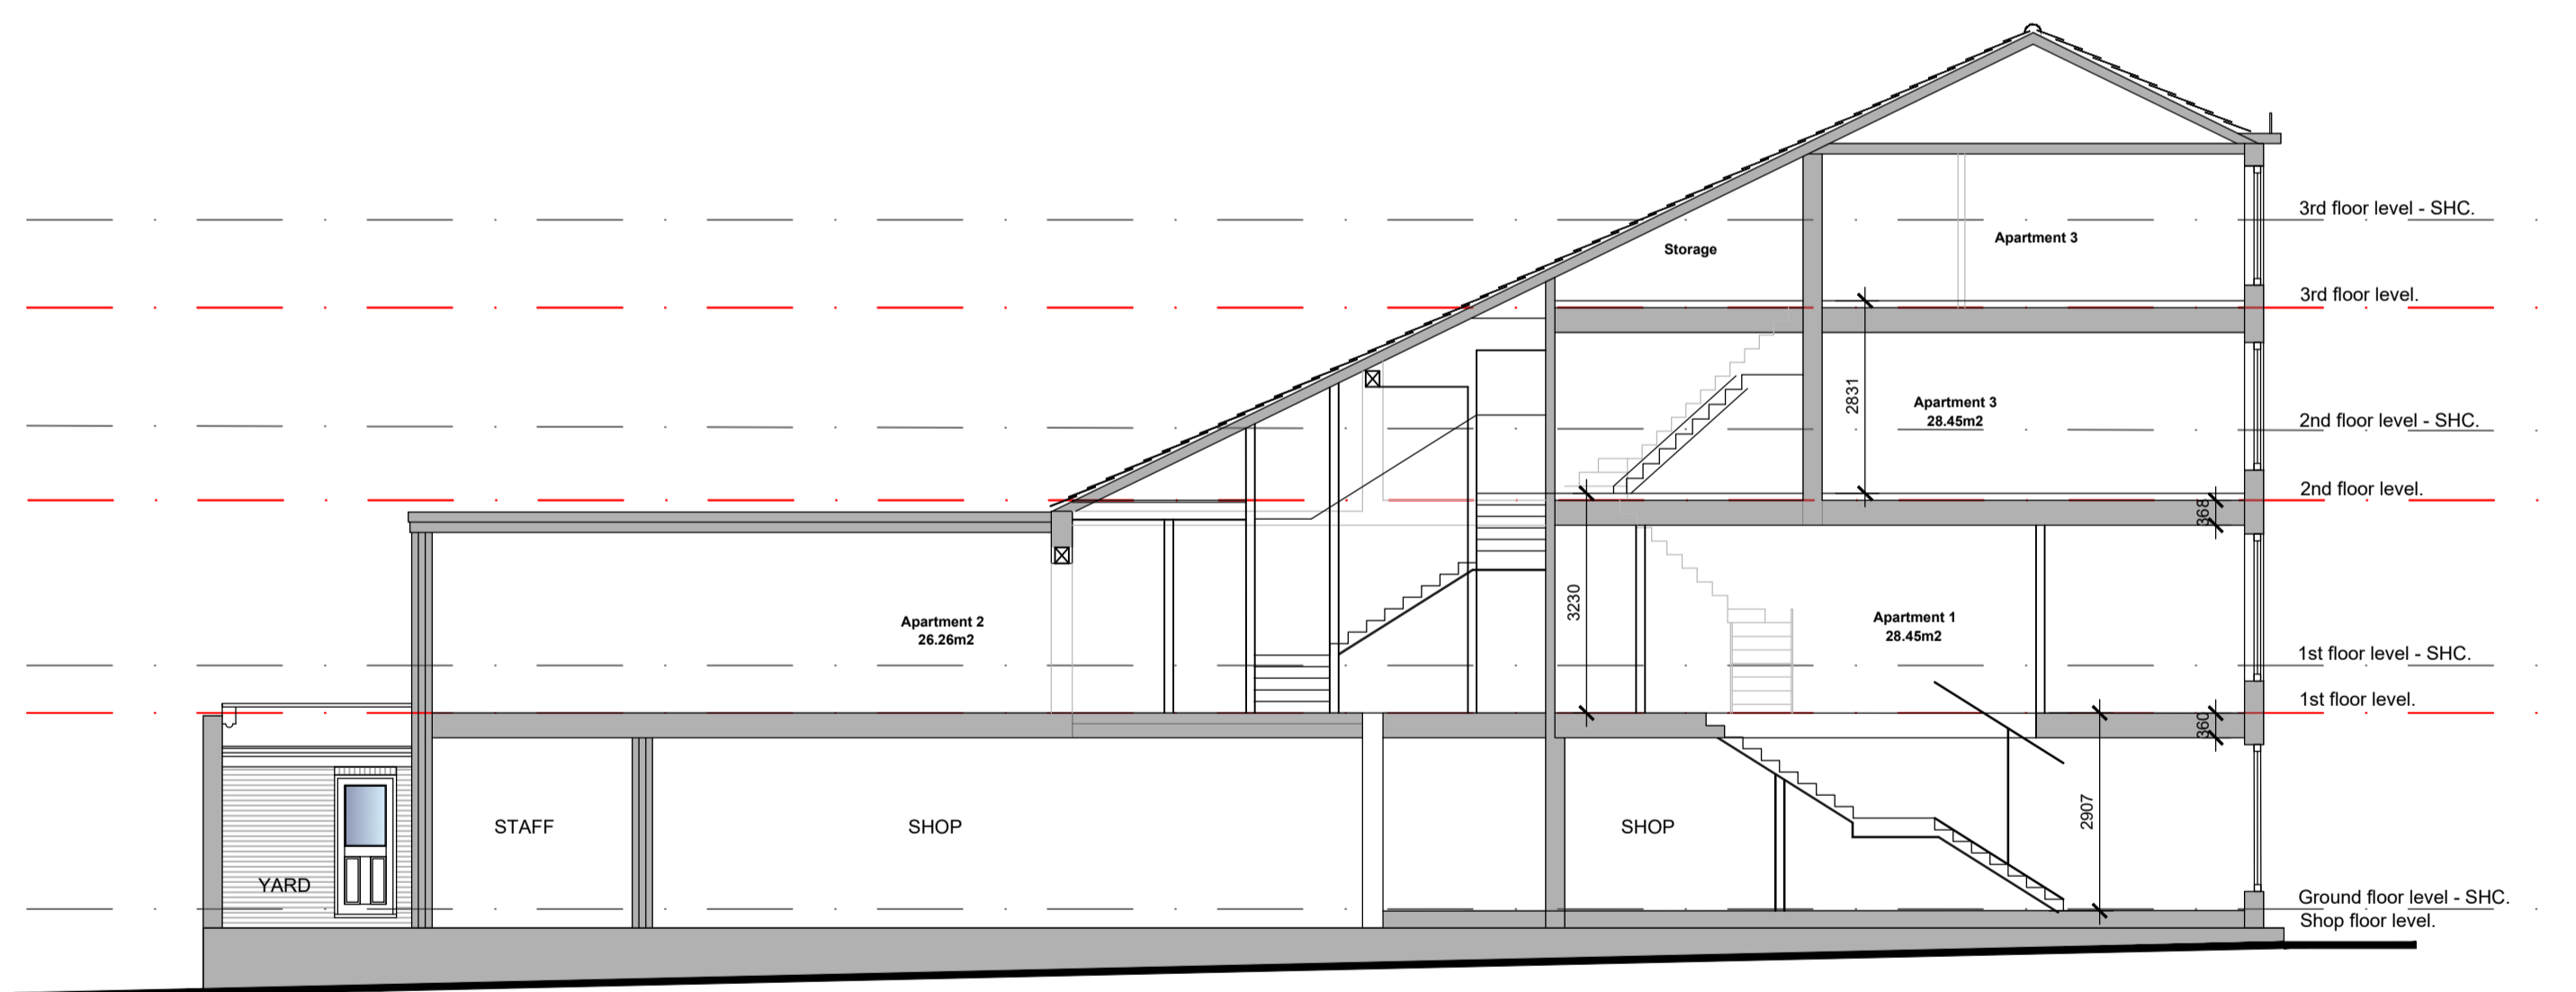 3rd floor level - SHC.
Apartment 3
Storage
3rd floor level.
2831
Apartment 3
28.45m2
2nd floor level - SHC.
2nd floor level.
368
3230
Apartment 2
26.26m2
Apartment 1
28.45m2
1st floor level - SHC.
1st floor level.
360
2907
STAFF
SHOP
SHOP
YARD
Ground floor level - SHC.
Shop floor level.